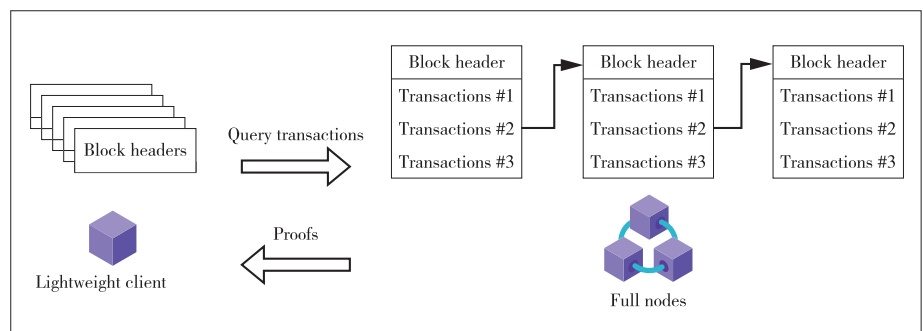 Block headers
Lightweight client
Query transactions
Proofs
Block header
Transactions #1
Transactions #2
Transactions #3
Block header
Transactions #1
Transactions #2
Transactions #3
Block header
Transactions #1
Transactions #2
Transactions #3
Full nodes